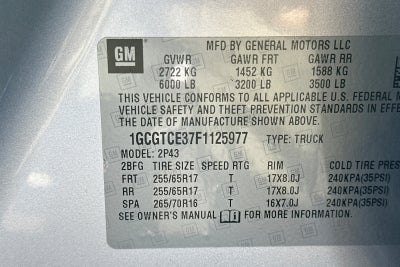 GM
MFD BY GENERAL MOTORS LLC
GVWR GAWR FRT GAWR RR
2722 KG 1452 KG 1588 KG
6000 LB 3200 LB 3500 LB
THIS VEHICLE CONFORMS TO ALL APPLICABLE U.S. FEDERAL M
VEHICLE SAFETY AND THEFT PREVENTION STANDARDS IN EFFE
THE DATE OF MANUFACTURE SHOWN ABOVE.
1GCGTCE37F1125977 TYPE: TRUCK
MODEL: 2P43
2BFG TIRE SIZE SPEED RTG RIM COLD TIRE PRES
FRT 255/65R17 T 17X8.0J 240KPA(35PSI)
RR 255/65R17 T 17X8.0J 240KPA(35PSI)
SPA 265/70R16 T 16X7.0J 240KPA(35PSI)
SEE OWNER'S MANUAL FOR MORE INFORMATION.